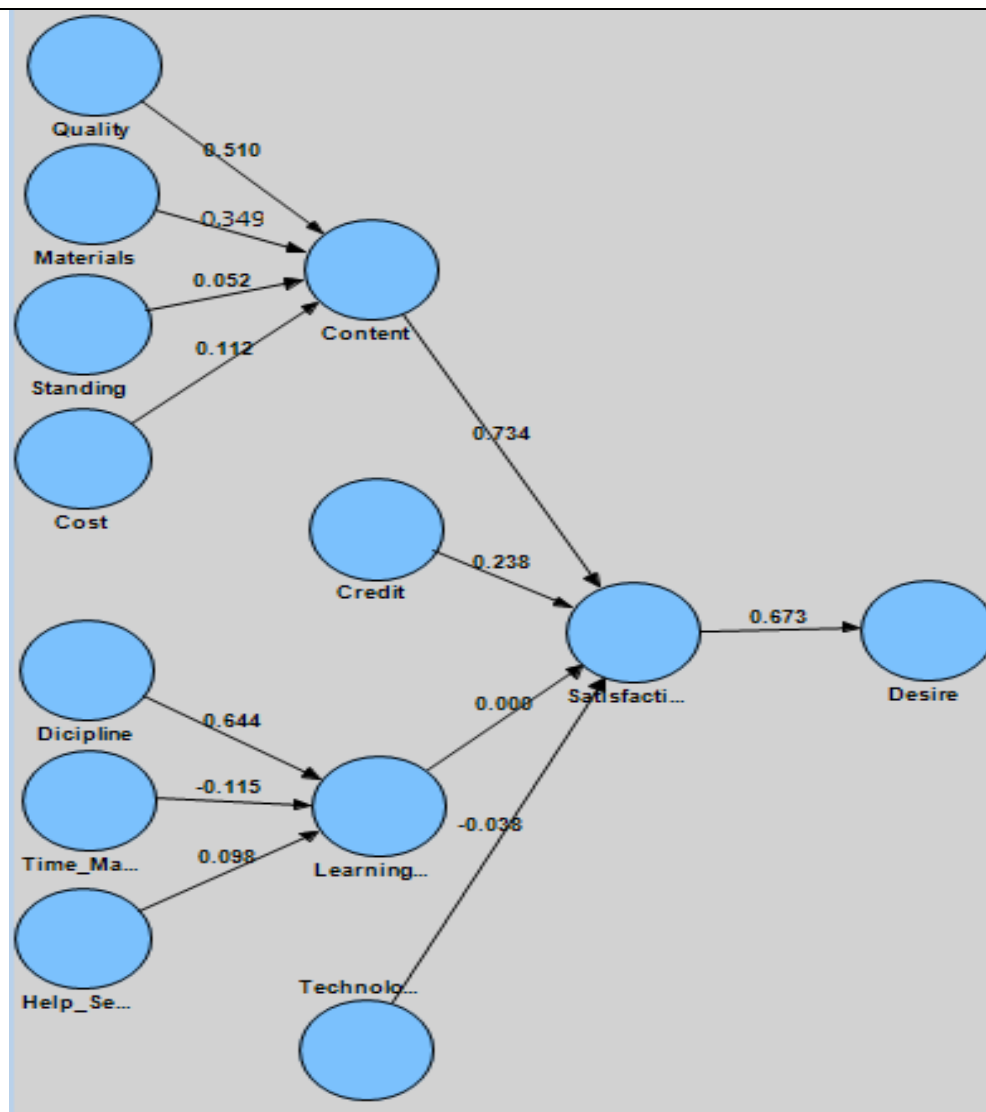 Quality
0.510
Materials
0.349
Standing
0.052
Content
Cost
0.112
0.734
Credit
0.238
Satisfacti...
0.673
Desire
Dicipline
0.644
0.000
Time_Ma...
-0.115
Learning...
-0.038
Help_Se...
0.098
Technolo...